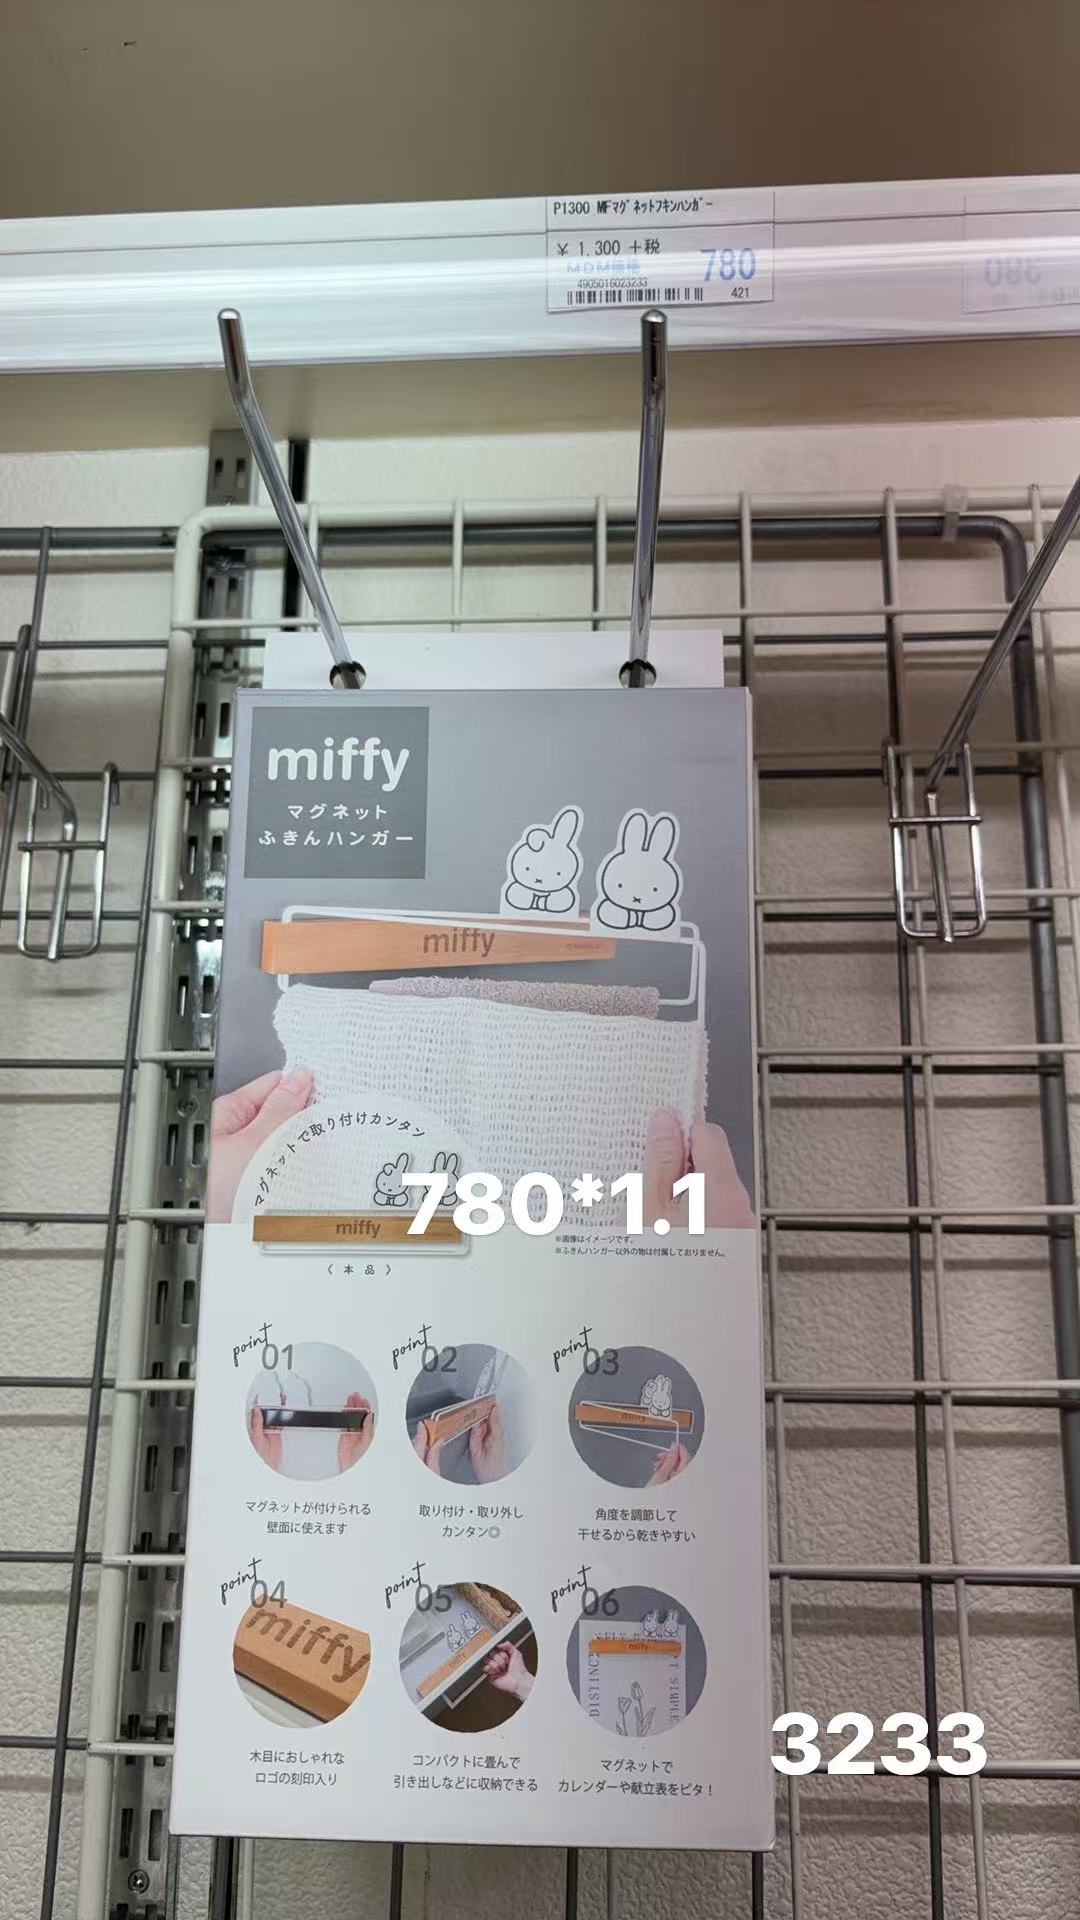 P1300 MFマグネットフキンハンガー
¥ 1,300 +税
MDM価格
780
4905016023233
421
380
miffy
マグネット
ふきんハンガー
miffy
マグネットで取り付けカンタン
miffy
780*1.1
〈 本 品 〉
※画像はイメージです。
※ふきんハンガー以外の物は付属しておりません。
point 01
マグネットが付けられる
壁面に使えます
point 02
取り付け・取り外し
カンタン◎
point 03
miffy
角度を調節して
干せるから乾きやすい
point 04
miffy
木目におしゃれな
ロゴの刻印入り
point 05
miffy
コンパクトに畳んで
引き出しなどに収納できる
point 06
miffy
DISTINCT
SIMPLE
マグネットで
カレンダーや献立表をピタ！
3233